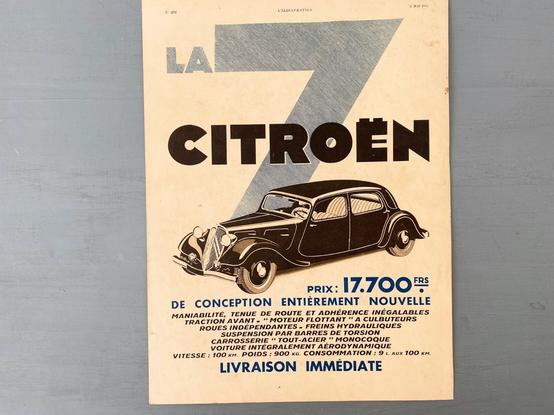 L'ILLUSTRATION
LA 7
CITROËN
PRIX: 17.700 FRS
DE CONCEPTION ENTIÈREMENT NOUVELLE
MANIABILITÉ, TENUE DE ROUTE ET ADHÉRENCE INÉGALABLES
TRACTION AVANT - "MOTEUR FLOTTANT" A CULBUTEURS
ROUES INDÉPENDANTES - FREINS HYDRAULIQUES
SUSPENSION PAR BARRES DE TORSION
CARROSSERIE "TOUT-ACIER" MONOCOQUE
VOITURE INTÉGRALEMENT AÉRODYNAMIQUE
VITESSE: 100 KM. POIDS: 900 KG. CONSOMMATION: 9 L. AUX 100 KM.
LIVRAISON IMMÉDIATE